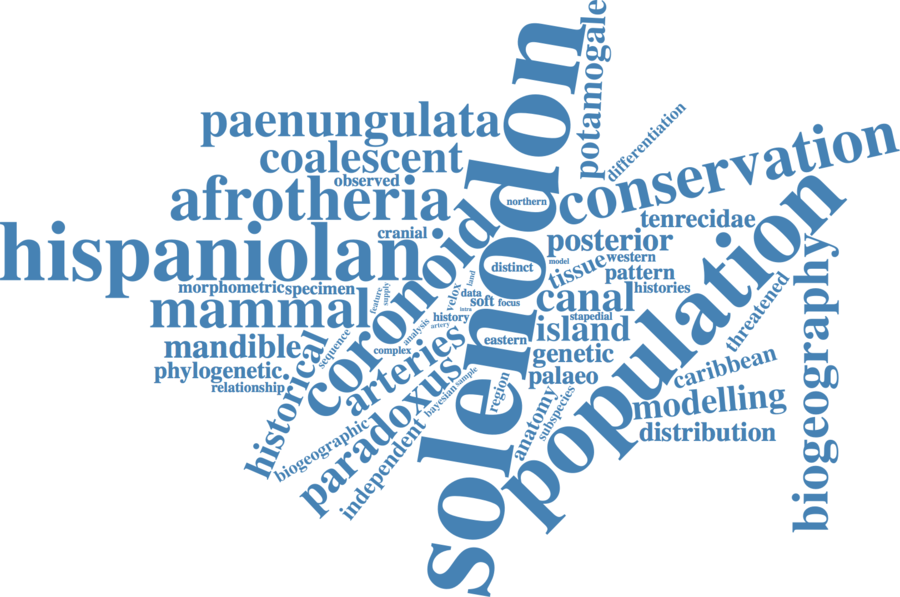 potamogale
solenodon
differentiation
paenungulata
conservation
coalescent
observed
afrotheria
northern
tenrecidae
hispaniolan
cranial
coronoid
population
posterior
biogeography
distinct
model
western
tissue
pattern
land
morphometric
specimen
feature
supply
velox
data
soft
focus
canal
histories
mammal
intra
history
stapedial
threatened
analysis
artery
island
mandible
sequence
complex
arteries
eastern
genetic
phylogenetic
relationship
historical
paradoxus
bayesian
sample
region
palaeo
caribbean
anatomy
subspecies
modelling
biogeographic
independent
distribution